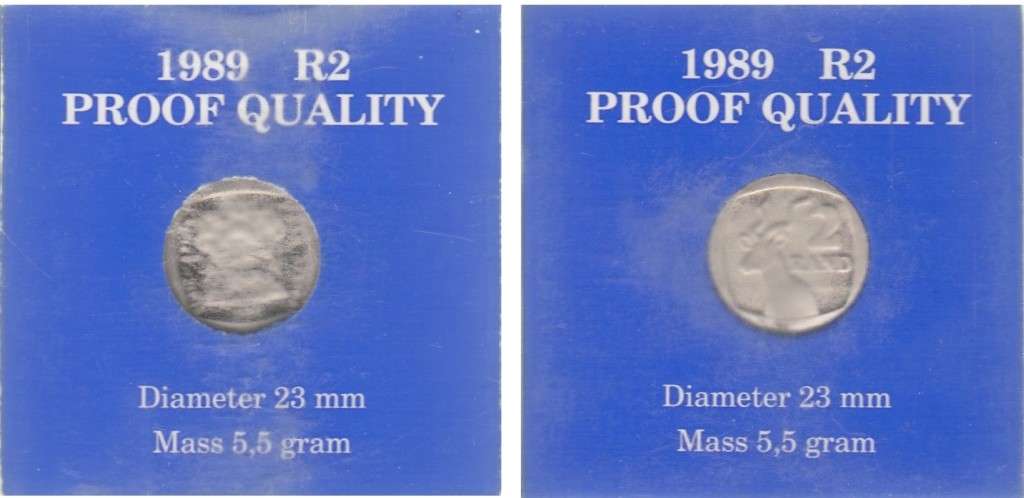 1989 R2
PROOF QUALITY
Diameter 23 mm
Mass 5,5 gram
1989 R2
PROOF QUALITY
2
RAND
Diameter 23 mm
Mass 5,5 gram